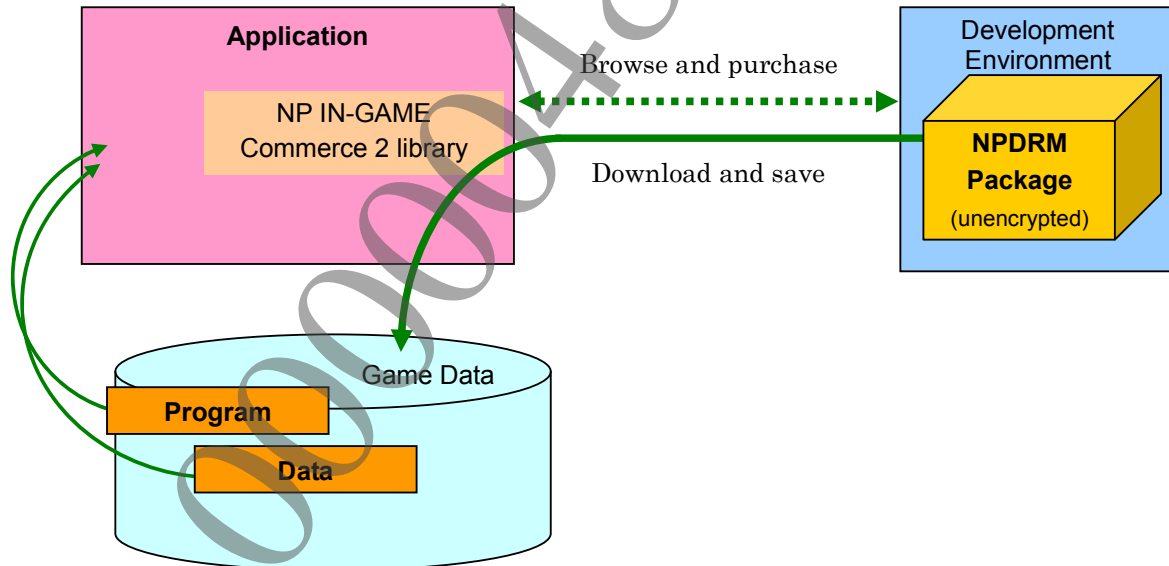 Application
NP IN-GAME
Commerce 2 library
Browse and purchase
Download and save
Development
Environment
NPDRM
Package
(unencrypted)
Game Data
Program
Data